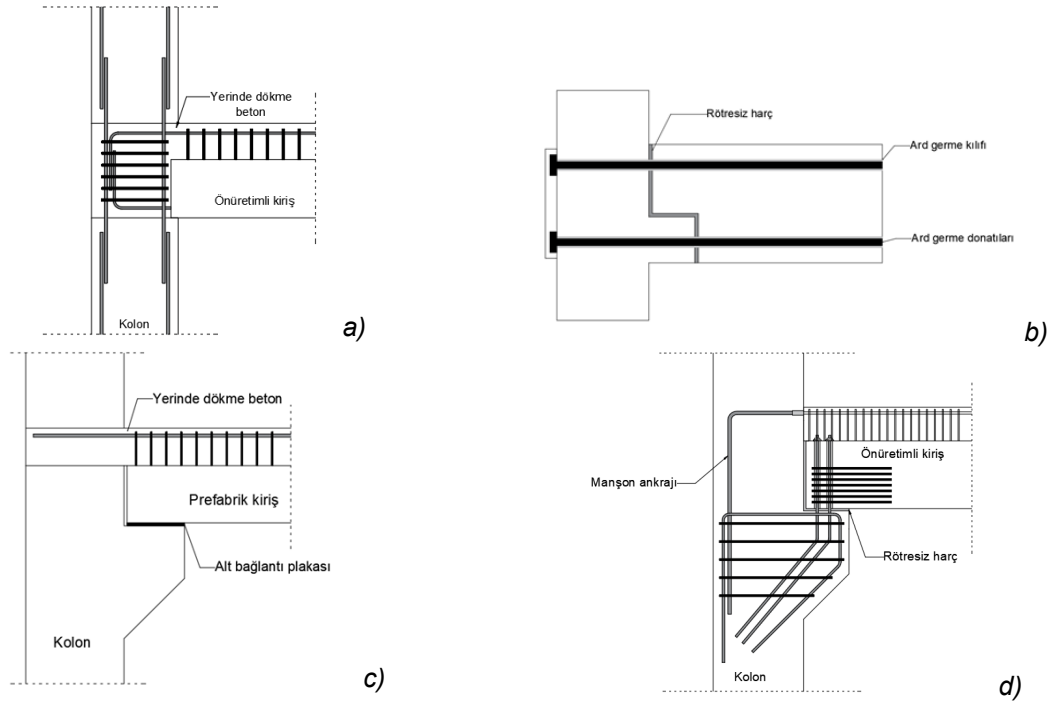 Yerinde dökme
beton
Önüretimli kiriş
Kolon
a)
Rötresiz harç
Ard germe kılıfı
Ard germe donatıları
b)
Yerinde dökme beton
Prefabrik kiriş
Alt bağlantı plakası
Kolon
c)
Manşon ankrajı
Önüretimli kiriş
Rötresiz harç
Kolon
d)